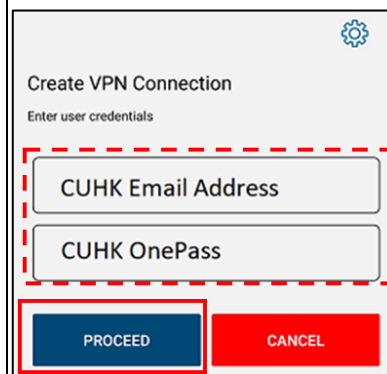 Create VPN Connection
Enter user credentials
CUHK Email Address
CUHK OnePass
PROCEED CANCEL